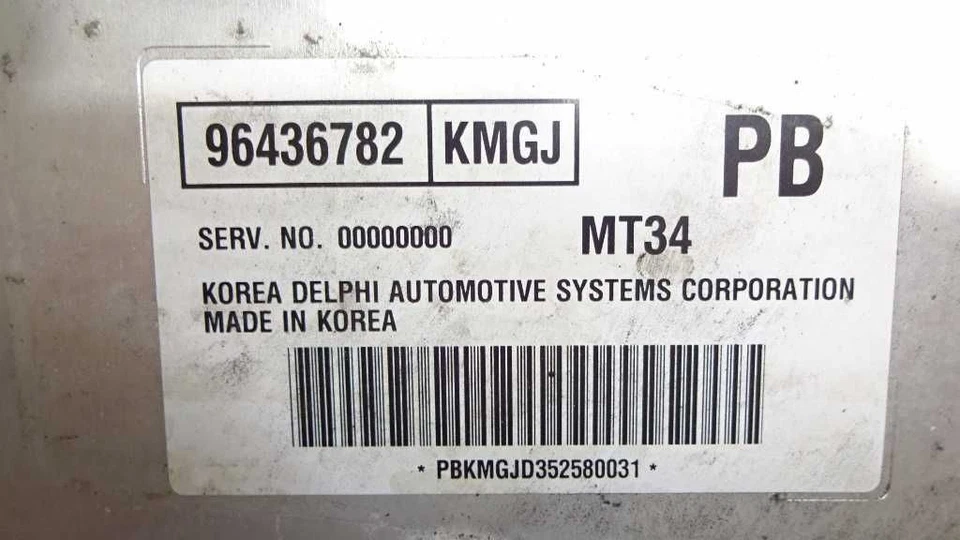 96436782 KMGJ PB
SERV. NO. 00000000 MT34
KOREA DELPHI AUTOMOTIVE SYSTEMS CORPORATION
MADE IN KOREA
* PBKMGJD352580031 *